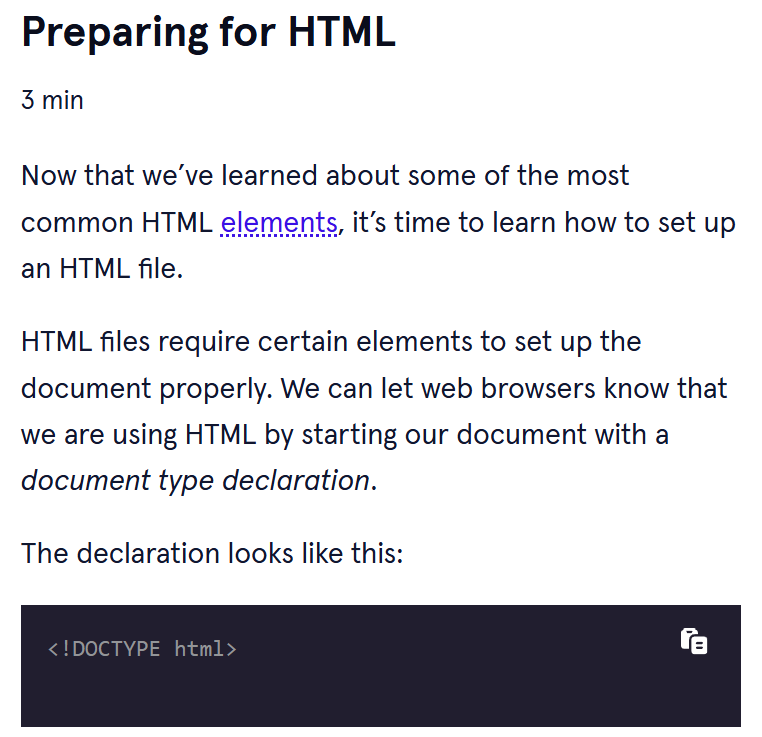 Preparing for HTML
3 min
Now that we’ve learned about some of the most
common HTML elements, it’s time to learn how to set up
an HTML file.
HTML files require certain elements to set up the
document properly. We can let web browsers know that
we are using HTML by starting our document with a
document type declaration.
The declaration looks like this:
<!DOCTYPE html>